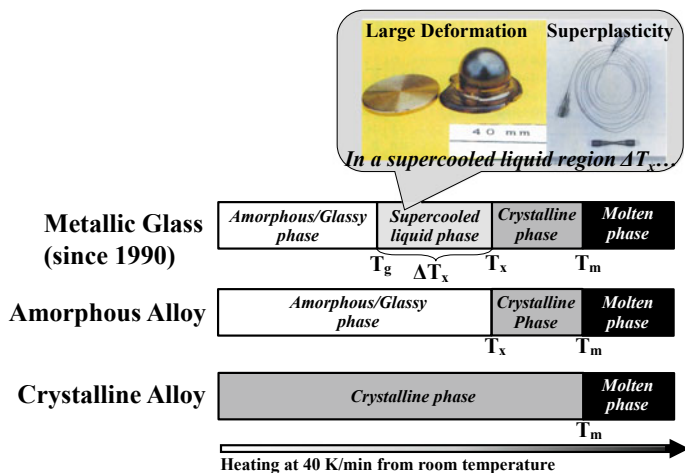 Large Deformation Superplasticity
40 mm
In a supercooled liquid region ΔTx...
Metallic Glass
(since 1990)
Amorphous/Glassy
phase
Supercooled
liquid phase
Crystalline
phase
Molten
phase
Tg ΔTx Tx Tm
Amorphous Alloy
Amorphous/Glassy
phase
Crystalline
Phase
Molten
phase
Tx Tm
Crystalline Alloy
Crystalline phase
Molten
phase
Tm
Heating at 40 K/min from room temperature